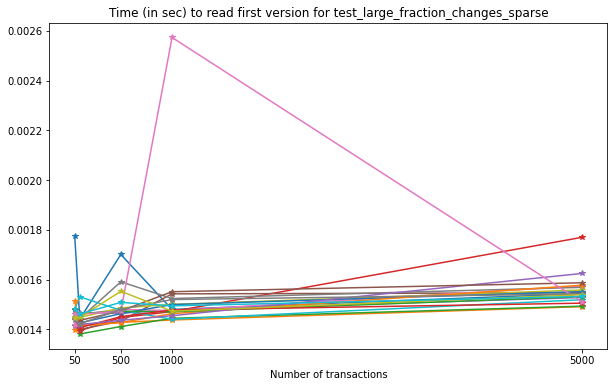 Time (in sec) to read first version for test_large_fraction_changes_sparse
0.0026
0.0024
0.0022
0.0020
0.0018
0.0016
0.0014
50 500 1000 5000
Number of transactions